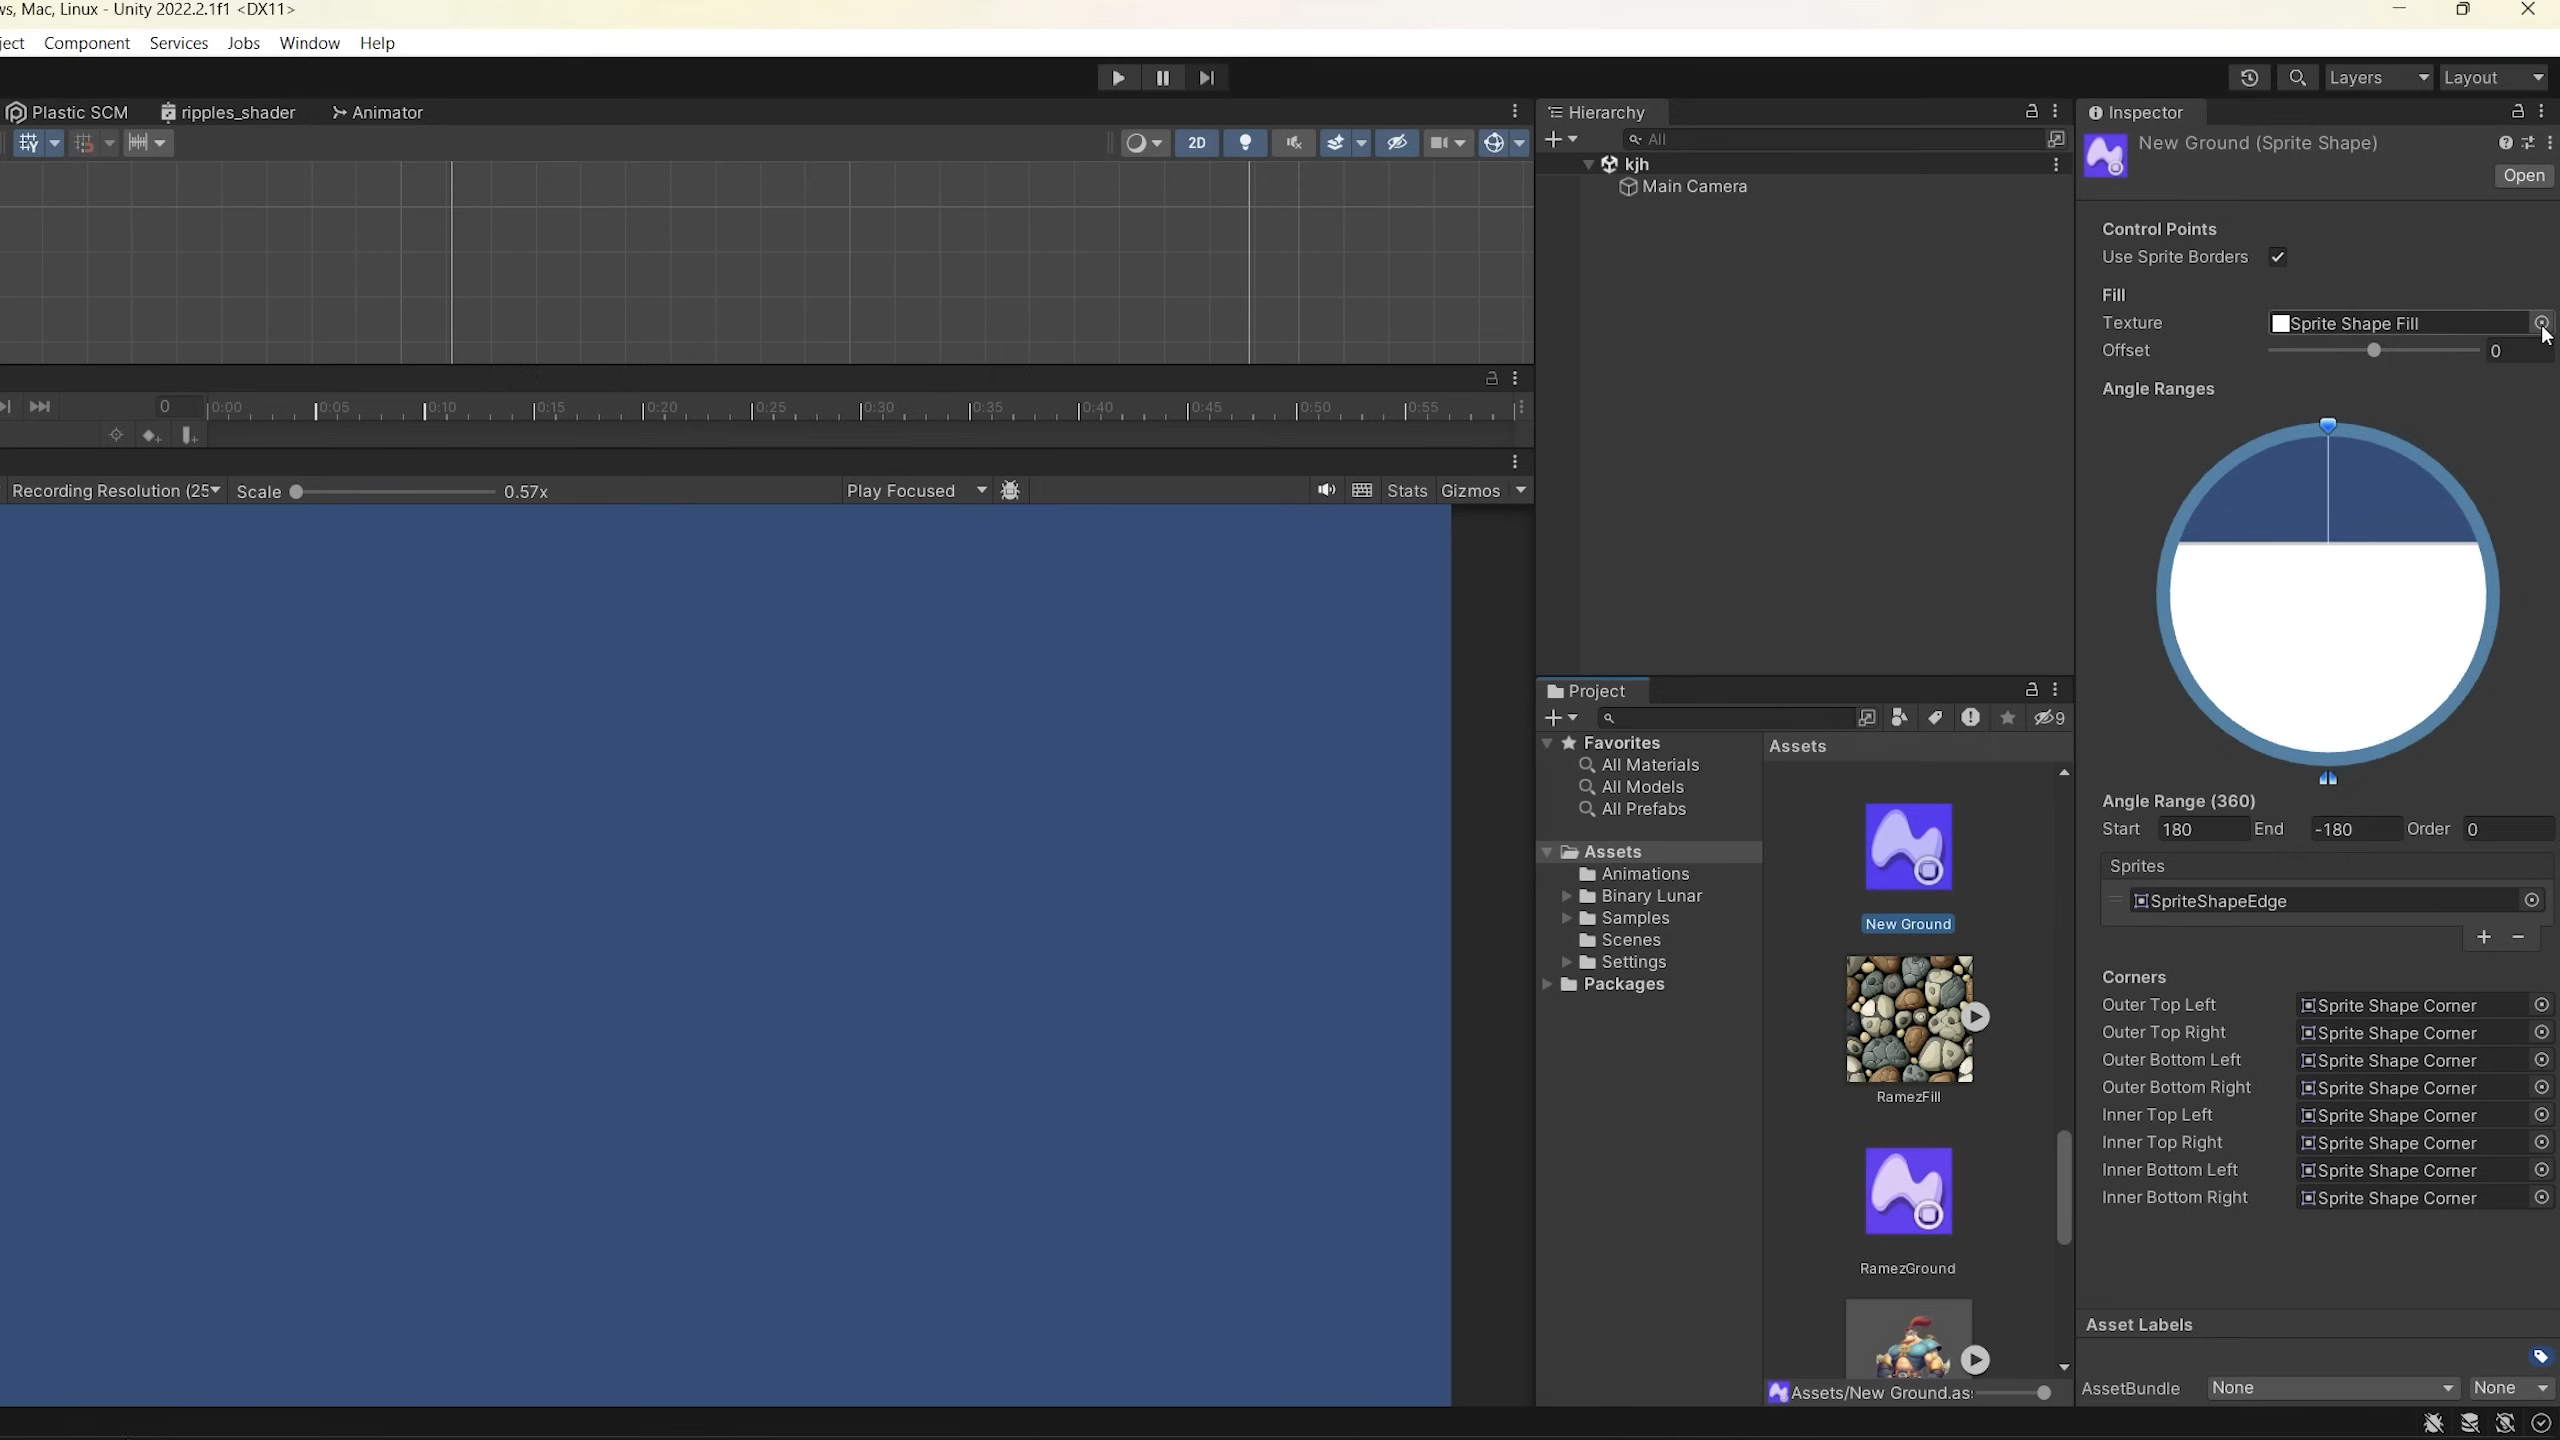 ws, Mac, Linux - Unity 2022.2.1f1 <DX11>
ject Component Services Jobs Window Help
Layers Layout
Plastic SCM ripples_shader Animator
2D
0 0:00 0:05 0:10 0:15 0:20 0:25 0:30 0:35 0:40 0:45 0:50 0:55
Recording Resolution (25 Scale 0.57x Play Focused Stats Gizmos
Hierarchy
All
kjh
Main Camera
Project
9
Favorites
All Materials
All Models
All Prefabs
Assets
Animations
Binary Lunar
Samples
Scenes
Settings
Packages
Assets
New Ground
RamezFill
RamezGround
Assets/New Ground.as
Inspector
New Ground (Sprite Shape)
Open
Control Points
Use Sprite Borders
Fill
Texture Sprite Shape Fill
Offset 0
Angle Ranges
Angle Range (360)
Start 180 End -180 Order 0
Sprites
SpriteShapeEdge
Corners
Outer Top Left Sprite Shape Corner
Outer Top Right Sprite Shape Corner
Outer Bottom Left Sprite Shape Corner
Outer Bottom Right Sprite Shape Corner
Inner Top Left Sprite Shape Corner
Inner Top Right Sprite Shape Corner
Inner Bottom Left Sprite Shape Corner
Inner Bottom Right Sprite Shape Corner
Asset Labels
AssetBundle None None